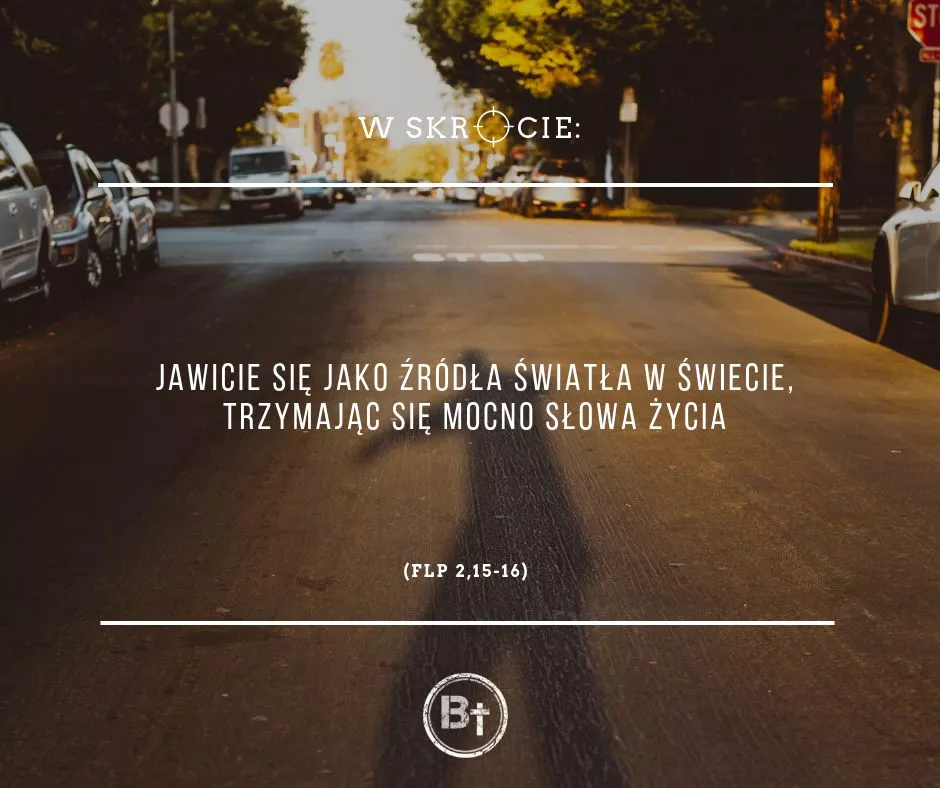 W SKRÓCIE:
JAWICIE SIĘ JAKO ŹRÓDŁA ŚWIATŁA W ŚWIECIE,
TRZYMAJĄC SIĘ MOCNO SŁOWA ŻYCIA
(FLP 2,15-16)
B†
STOP
ST